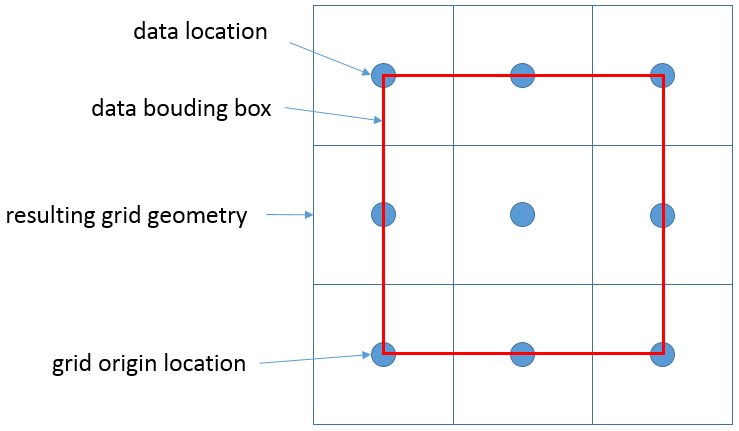 data location
data bouding box
resulting grid geometry
grid origin location